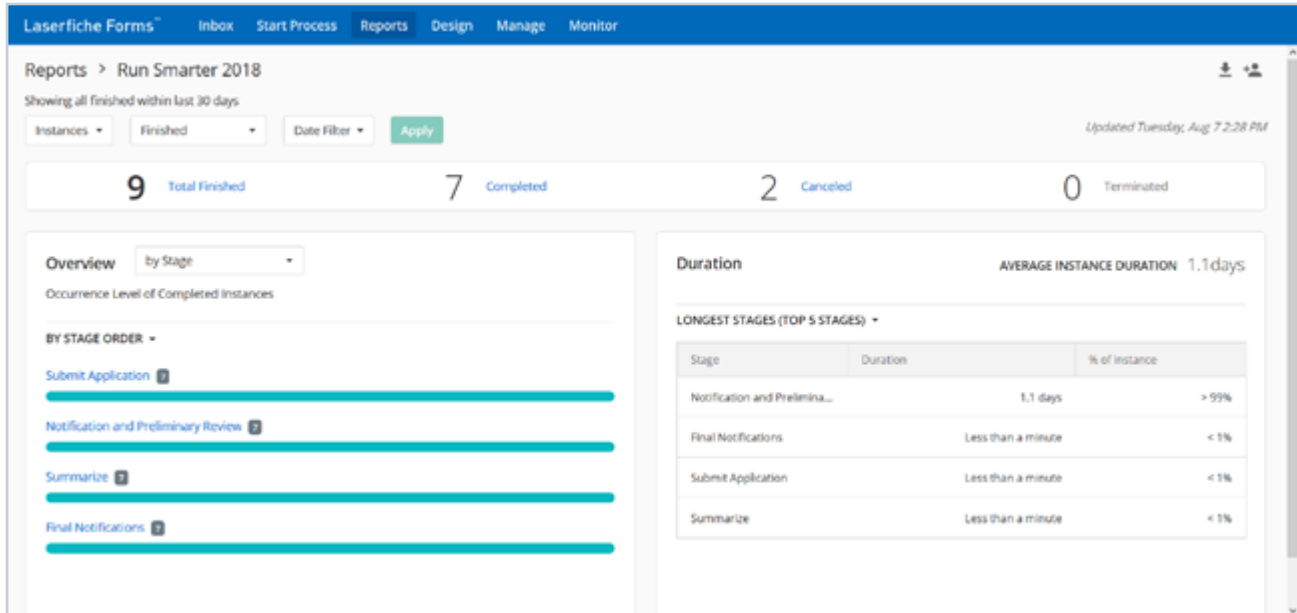 Laserfiche Forms™ Inbox Start Process Reports Design Manage Monitor
Reports > Run Smarter 2018
Showing all finished within last 30 days
Instances Finished Date Filter Apply
Updated Tuesday, Aug 7 2:28 PM
9 Total Finished 7 Completed 2 Canceled 0 Terminated
Overview by Stage
Occurrence Level of Completed Instances
BY STAGE ORDER
Submit Application 7
Notification and Preliminary Review 7
Summarize 7
Final Notifications 7
Duration AVERAGE INSTANCE DURATION 1.1days
LONGEST STAGES (TOP 5 STAGES)
Stage Duration % of instance
Notification and Prelimina... 1.1 days > 99%
Final Notifications Less than a minute < 1%
Submit Application Less than a minute < 1%
Summarize Less than a minute < 1%